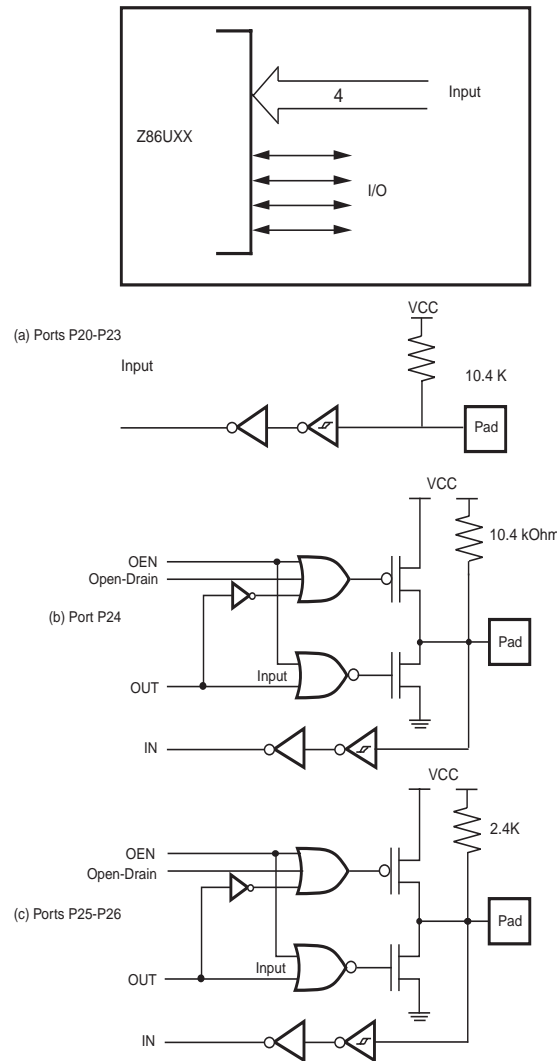 4
Input
Z86UXX
I/O
VCC
(a) Ports P20-P23
Input
10.4 K
Pad
VCC
10.4 kOhm
OEN
Open-Drain
(b) Port P24
Pad
Input
OUT
IN
VCC
2.4K
OEN
Open-Drain
(c) Ports P25-P26
Pad
Input
OUT
IN